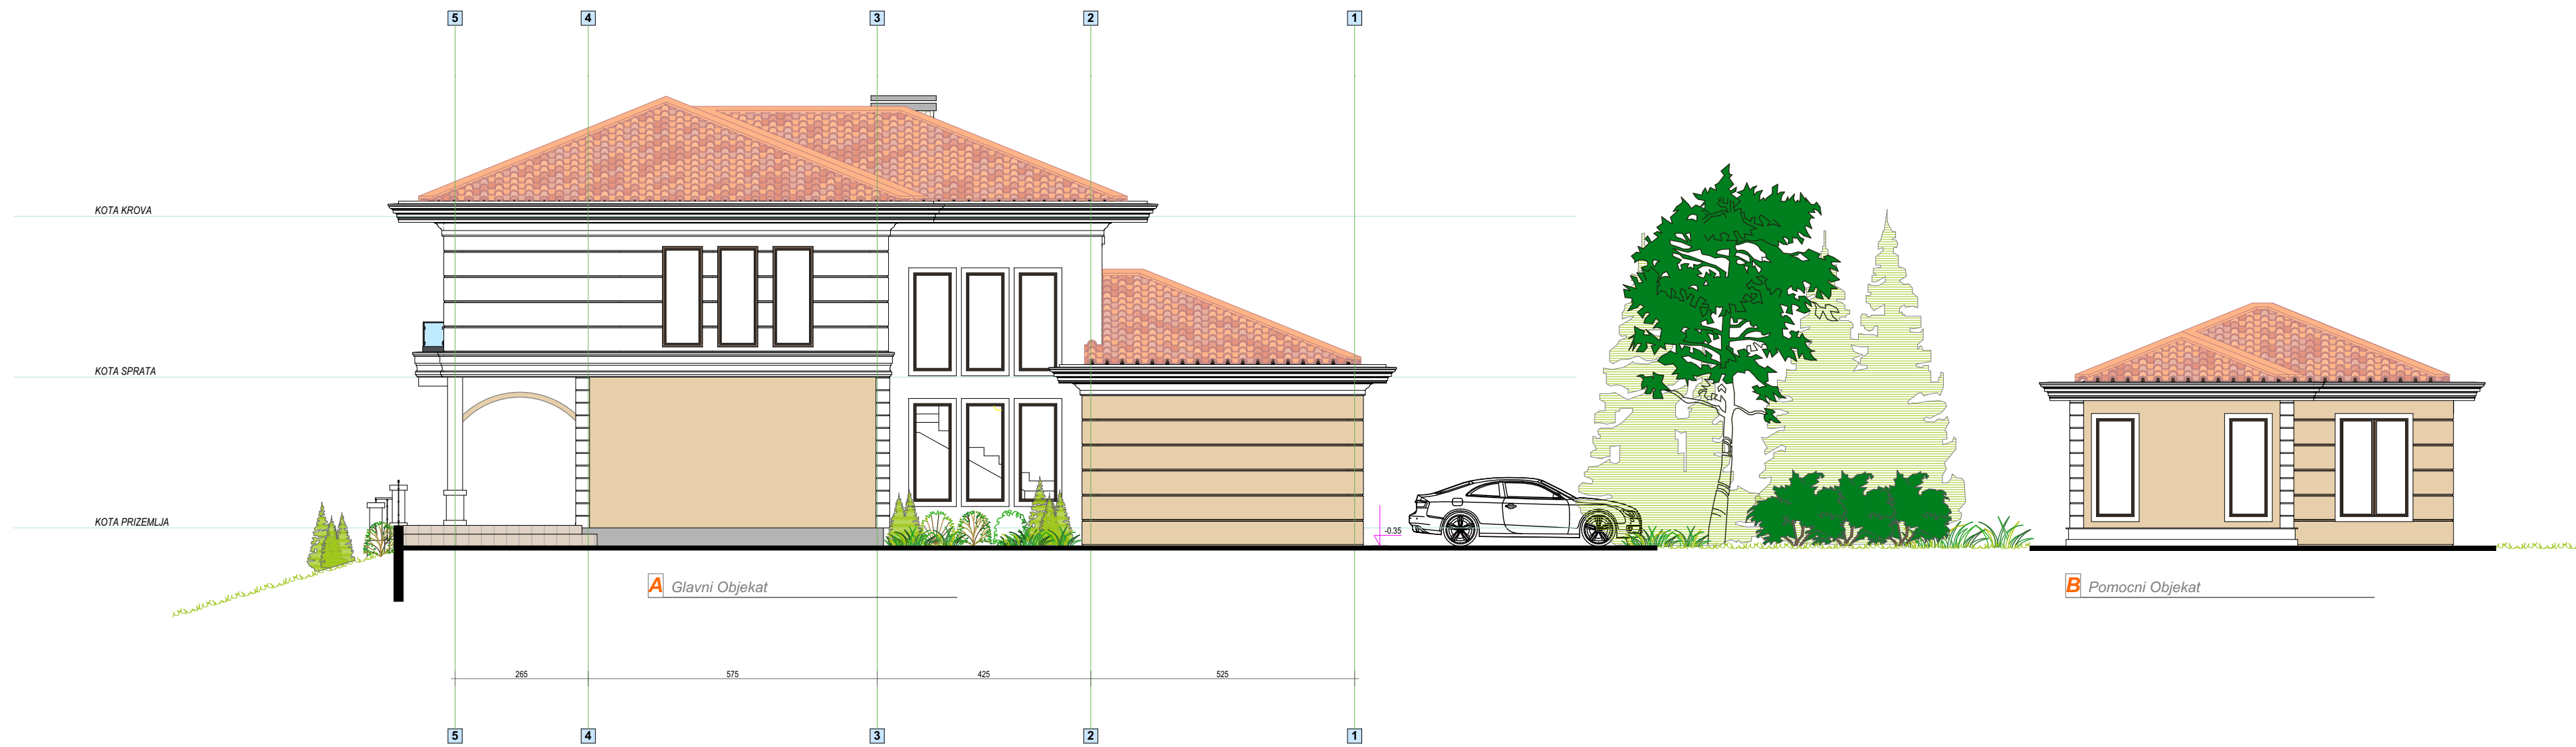 5 4 3 2 1
KOTA KROVA
KOTA SPRATA
KOTA PRIZEMLJA
-0.35
A Glavni Objekat
B Pomocni Objekat
265 575 425 525
5 4 3 2 1